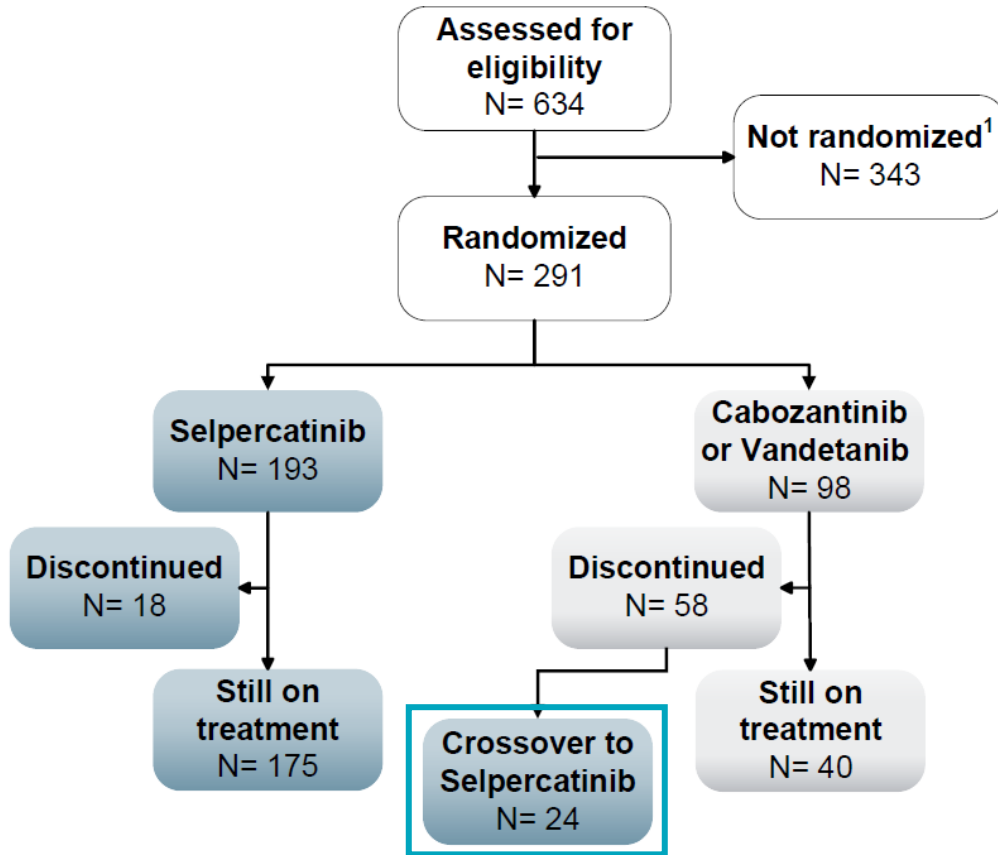 Assessed for
eligibility
N= 634
Not randomized¹
N= 343
Randomized
N= 291
Selpercatinib
N= 193
Cabozantinib
or Vandetanib
N= 98
Discontinued
N= 18
Discontinued
N= 58
Still on
treatment
N= 175
Crossover to
Selpercatinib
N= 24
Still on
treatment
N= 40